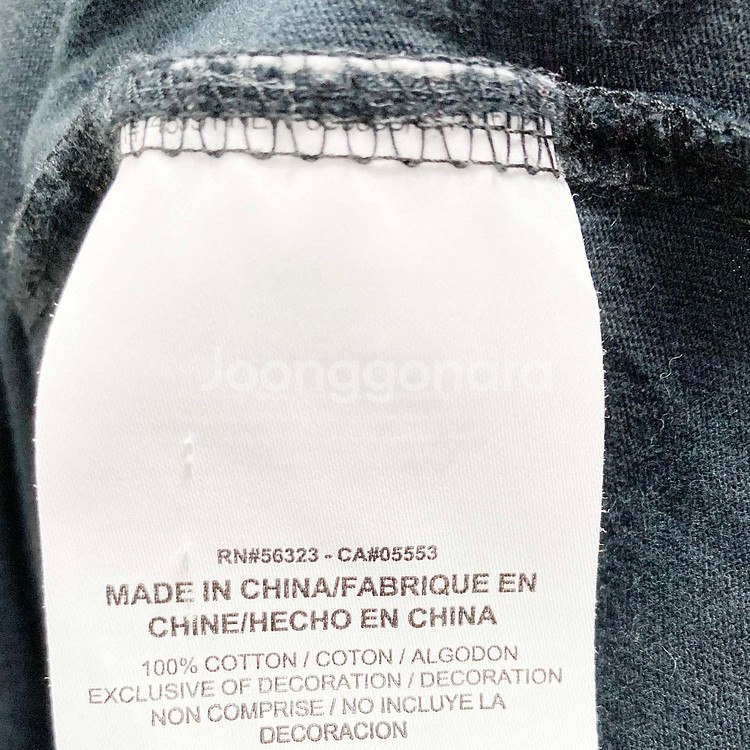 Joonggonara
RN#56323 - CA#05553
MADE IN CHINA/FABRIQUE EN
CHINE/HECHO EN CHINA
100% COTTON / COTON / ALGODON
EXCLUSIVE OF DECORATION / DECORATION
NON COMPRISE / NO INCLUYE LA
DECORACION